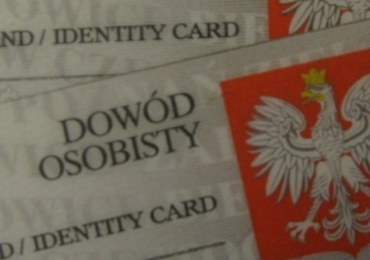 ND / IDENTITY CARD
DOWÓD
OSOBISTY
D / IDENTITY CARD